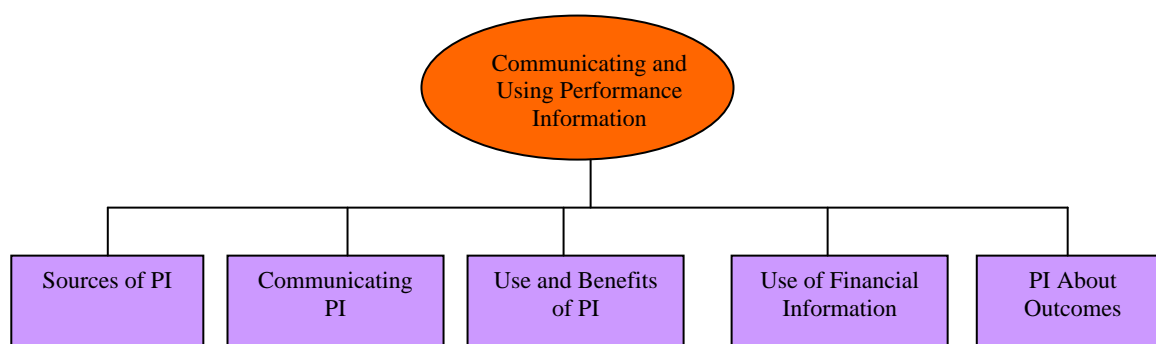 Communicating and
Using Performance
Information
Sources of PI
Communicating
PI
Use and Benefits
of PI
Use of Financial
Information
PI About
Outcomes